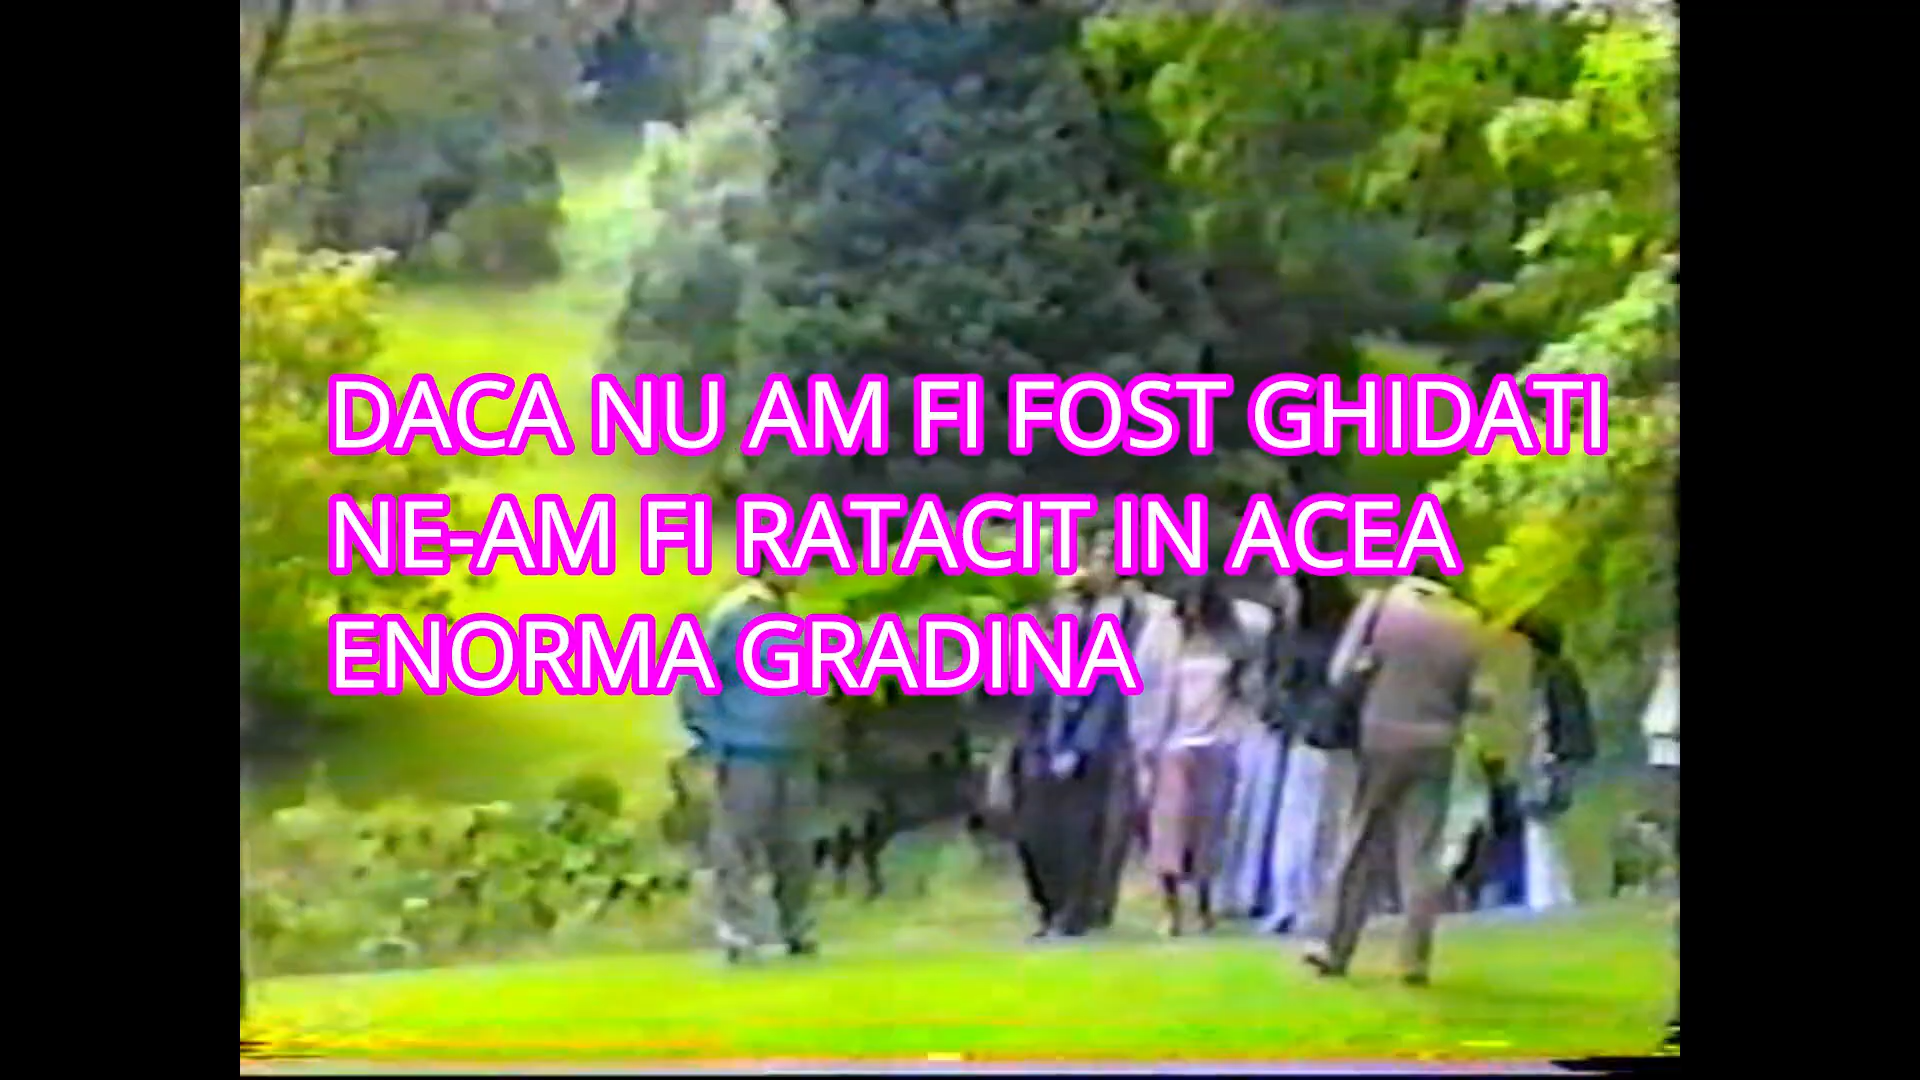 DACA NU AM FI FOST GHIDATI
NE-AM FI RATACIT IN ACEA
ENORMA GRADINA